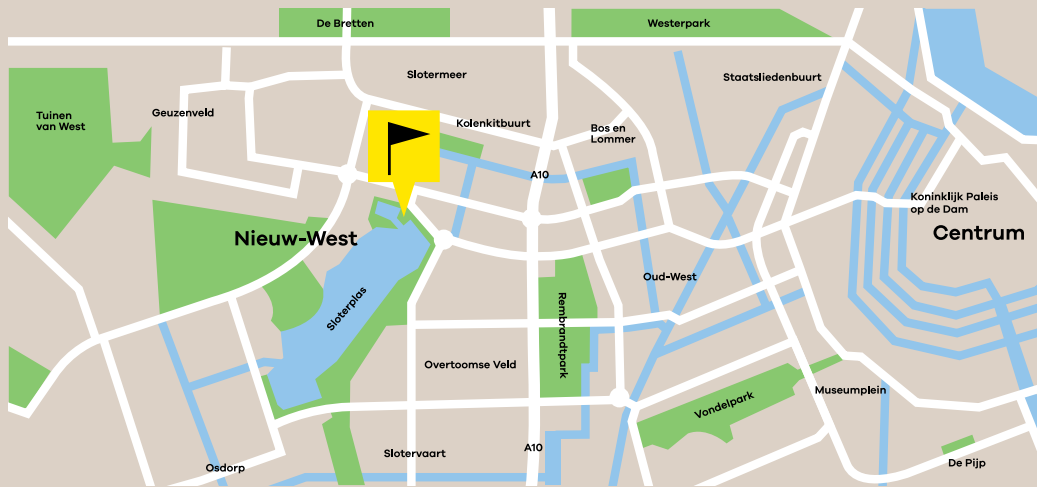 De Bretten
Westerpark
Slotermeer
Staatsliedenbuurt
Tuinen
van West
Geuzenveld
Kolenkitbuurt
Bos en
Lommer
A10
Koninklijk Paleis
op de Dam
Nieuw-West
Centrum
Oud-West
Sloterplas
Rembrandtpark
Overtoomse Veld
Museumplein
Vondelpark
Slotervaart
A10
De Pijp
Osdorp